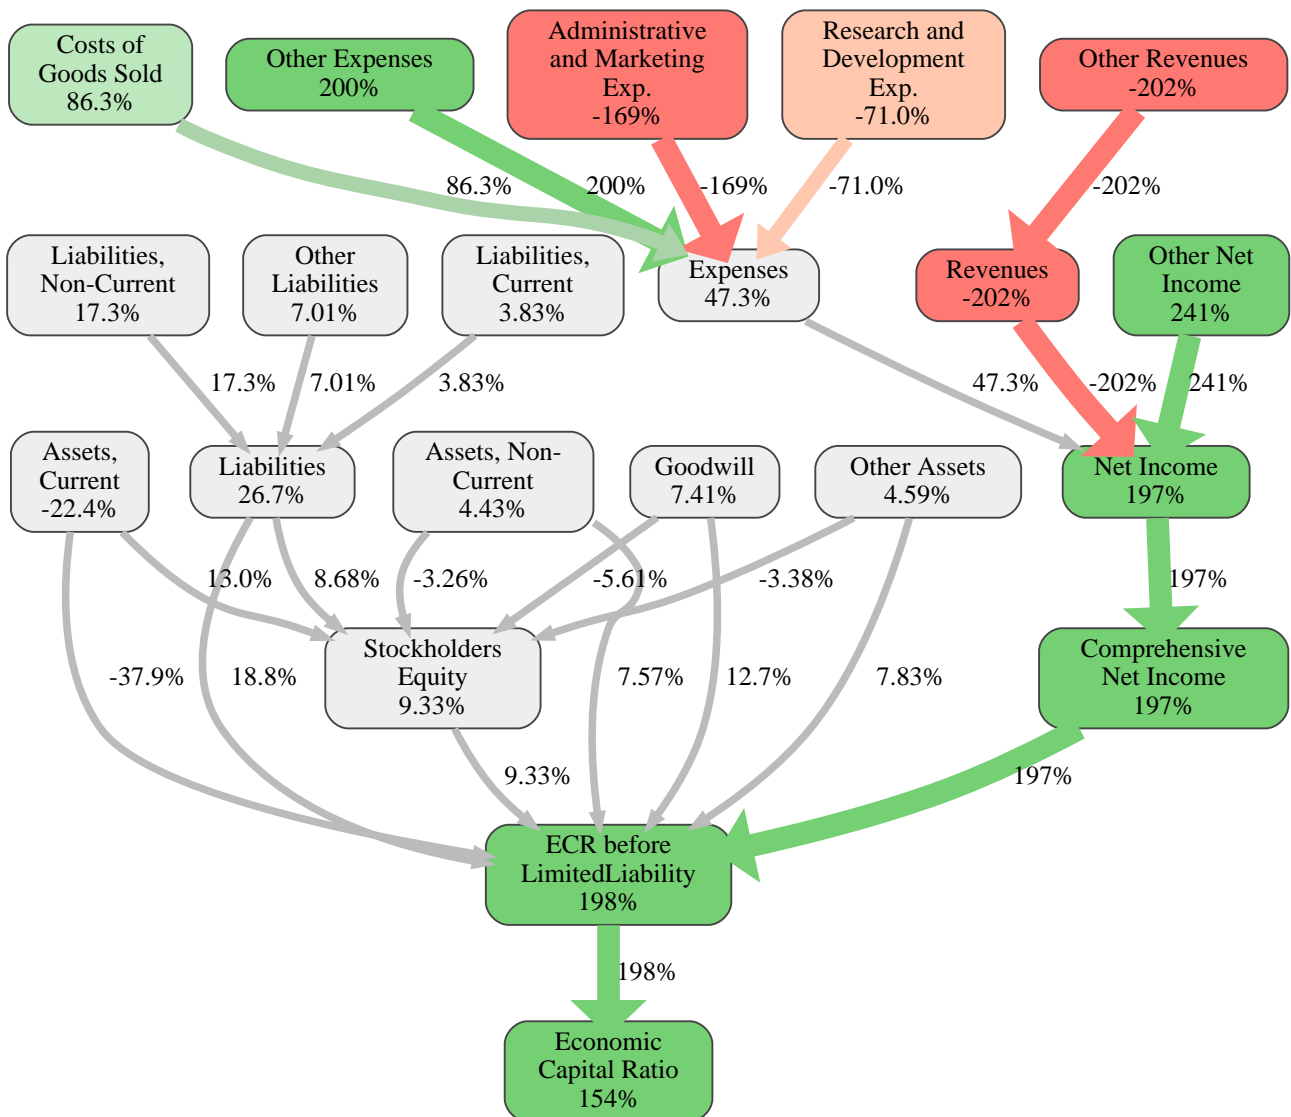 Costs of
Goods Sold
86.3%
Other Expenses
200%
Administrative
and Marketing
Exp.
-169%
Research and
Development
Exp.
-71.0%
Other Revenues
-202%
86.3%
200%
-169%
-71.0%
-202%
Liabilities,
Non-Current
17.3%
Other
Liabilities
7.01%
Liabilities,
Current
3.83%
Expenses
47.3%
Revenues
-202%
Other Net
Income
241%
17.3%
7.01%
3.83%
47.3%
-202%
241%
Assets,
Current
-22.4%
Liabilities
26.7%
Assets, Non-
Current
4.43%
Goodwill
7.41%
Other Assets
4.59%
Net Income
197%
13.0%
8.68%
-3.26%
-5.61%
-3.38%
197%
Stockholders
Equity
9.33%
Comprehensive
Net Income
197%
-37.9%
18.8%
7.57%
12.7%
7.83%
9.33%
197%
ECR before
LimitedLiability
198%
198%
Economic
Capital Ratio
154%